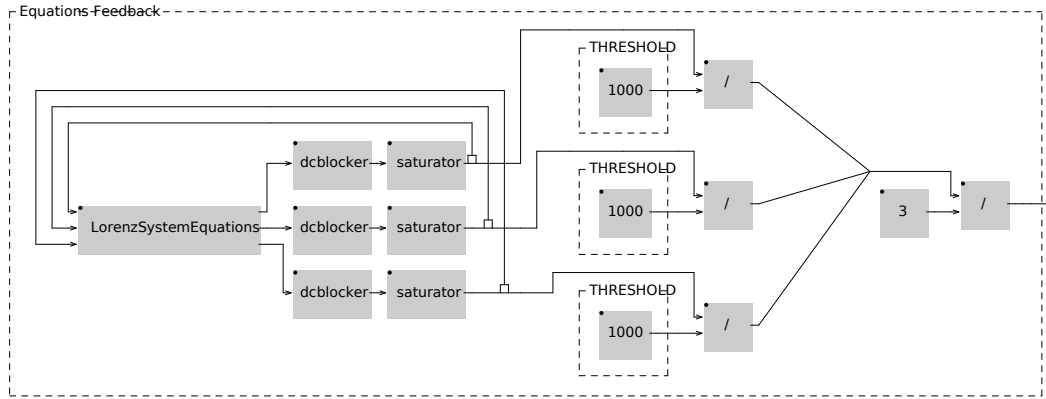 Equations Feedback
THRESHOLD
1000
/
dcblocker
saturator
THRESHOLD
1000
/
3
/
LorenzSystemEquations
dcblocker
saturator
dcblocker
saturator
THRESHOLD
1000
/